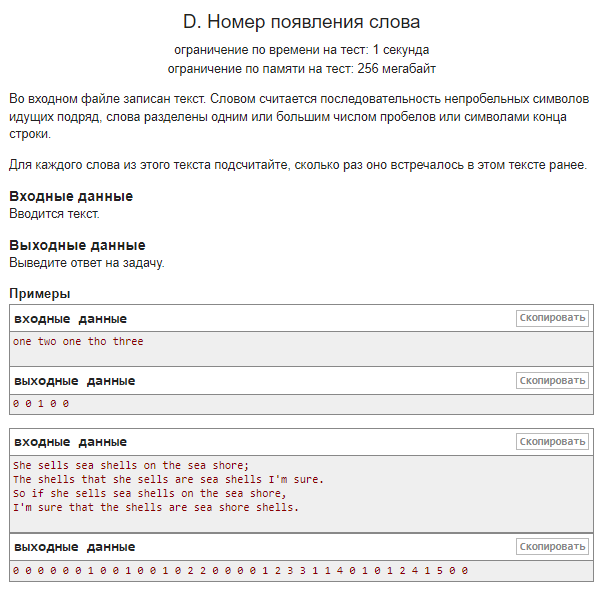 D. Номер появления слова
ограничение по времени на тест: 1 секунда
ограничение по памяти на тест: 256 мегабайт
Во входном файле записан текст. Словом считается последовательность непробельных символов
идущих подряд, слова разделены одним или большим числом пробелов или символами конца
строки.
Для каждого слова из этого текста подсчитайте, сколько раз оно встречалось в этом тексте ранее.
Входные данные
Вводится текст.
Выходные данные
Выведите ответ на задачу.
Примеры
входные данные
Скопировать
one two one tho three
выходные данные
Скопировать
0 0 1 0 0
входные данные
Скопировать
She sells sea shells on the sea shore;
The shells that she sells are sea shells I'm sure.
So if she sells sea shells on the sea shore,
I'm sure that the shells are sea shore shells.
выходные данные
Скопировать
0 0 0 0 0 0 1 0 0 1 0 0 1 0 2 2 0 0 0 0 1 2 3 3 1 1 4 0 1 0 1 2 4 1 5 0 0